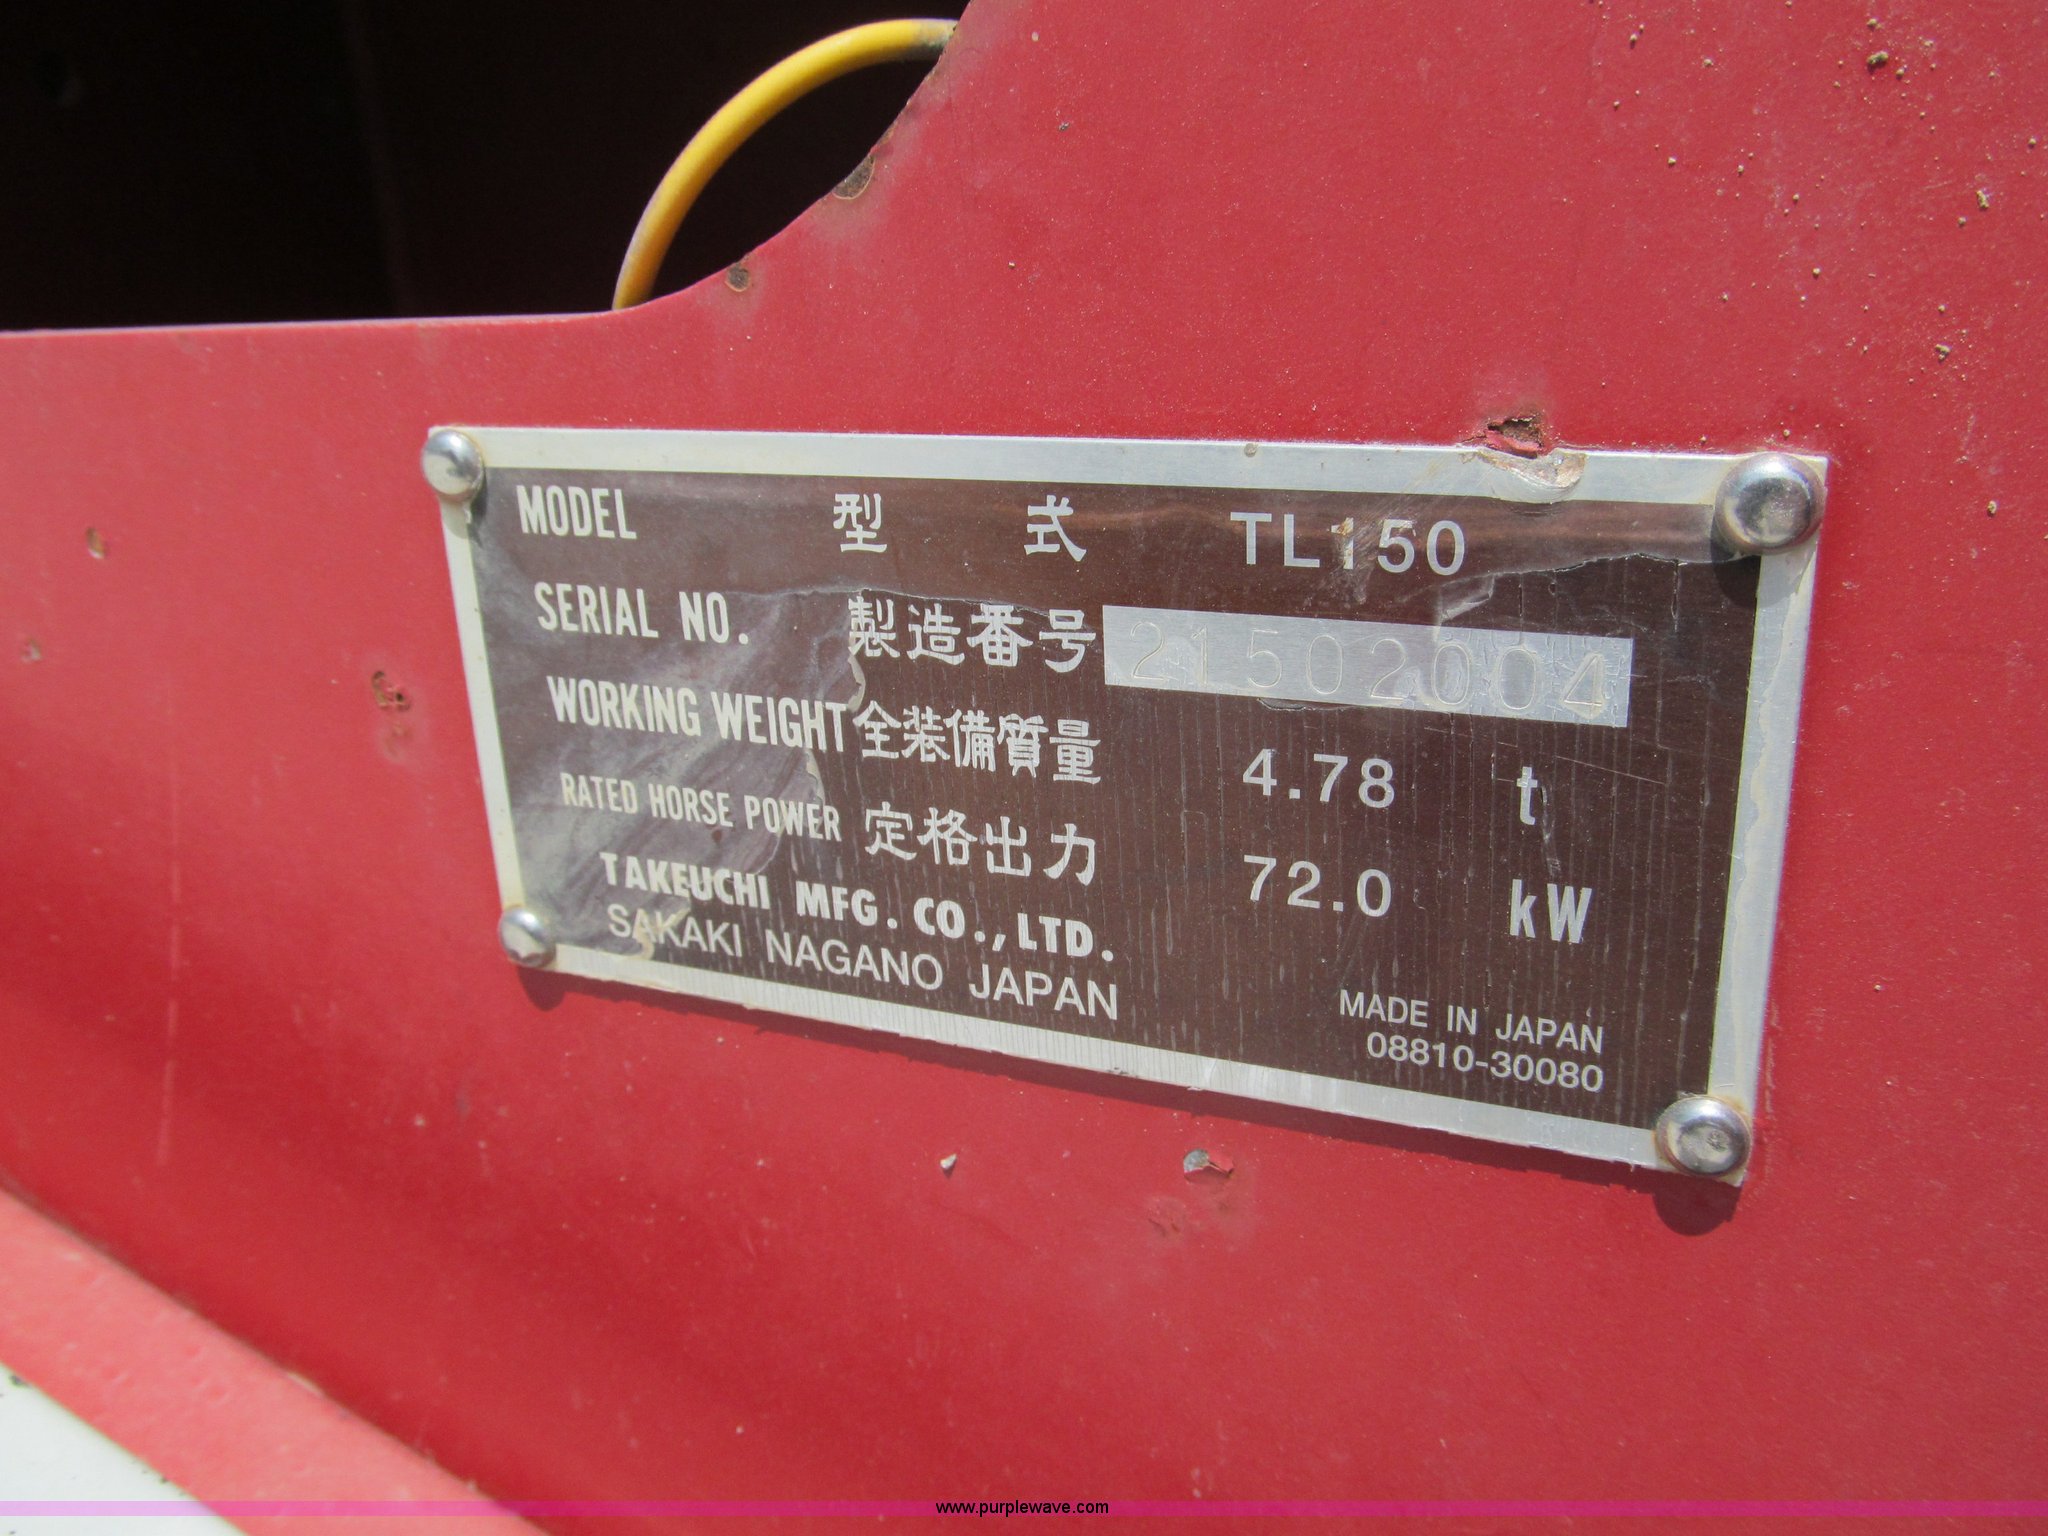 MODEL 型 式 TL150
SERIAL NO. 製造番号 21502004
WORKING WEIGHT 全装備質量 4.78 t
RATED HORSE POWER 定格出力 72.0 kW
TAKEUCHI MFG. CO., LTD.
SAKAKI NAGANO JAPAN
MADE IN JAPAN
08810-30080
www.purplewave.com